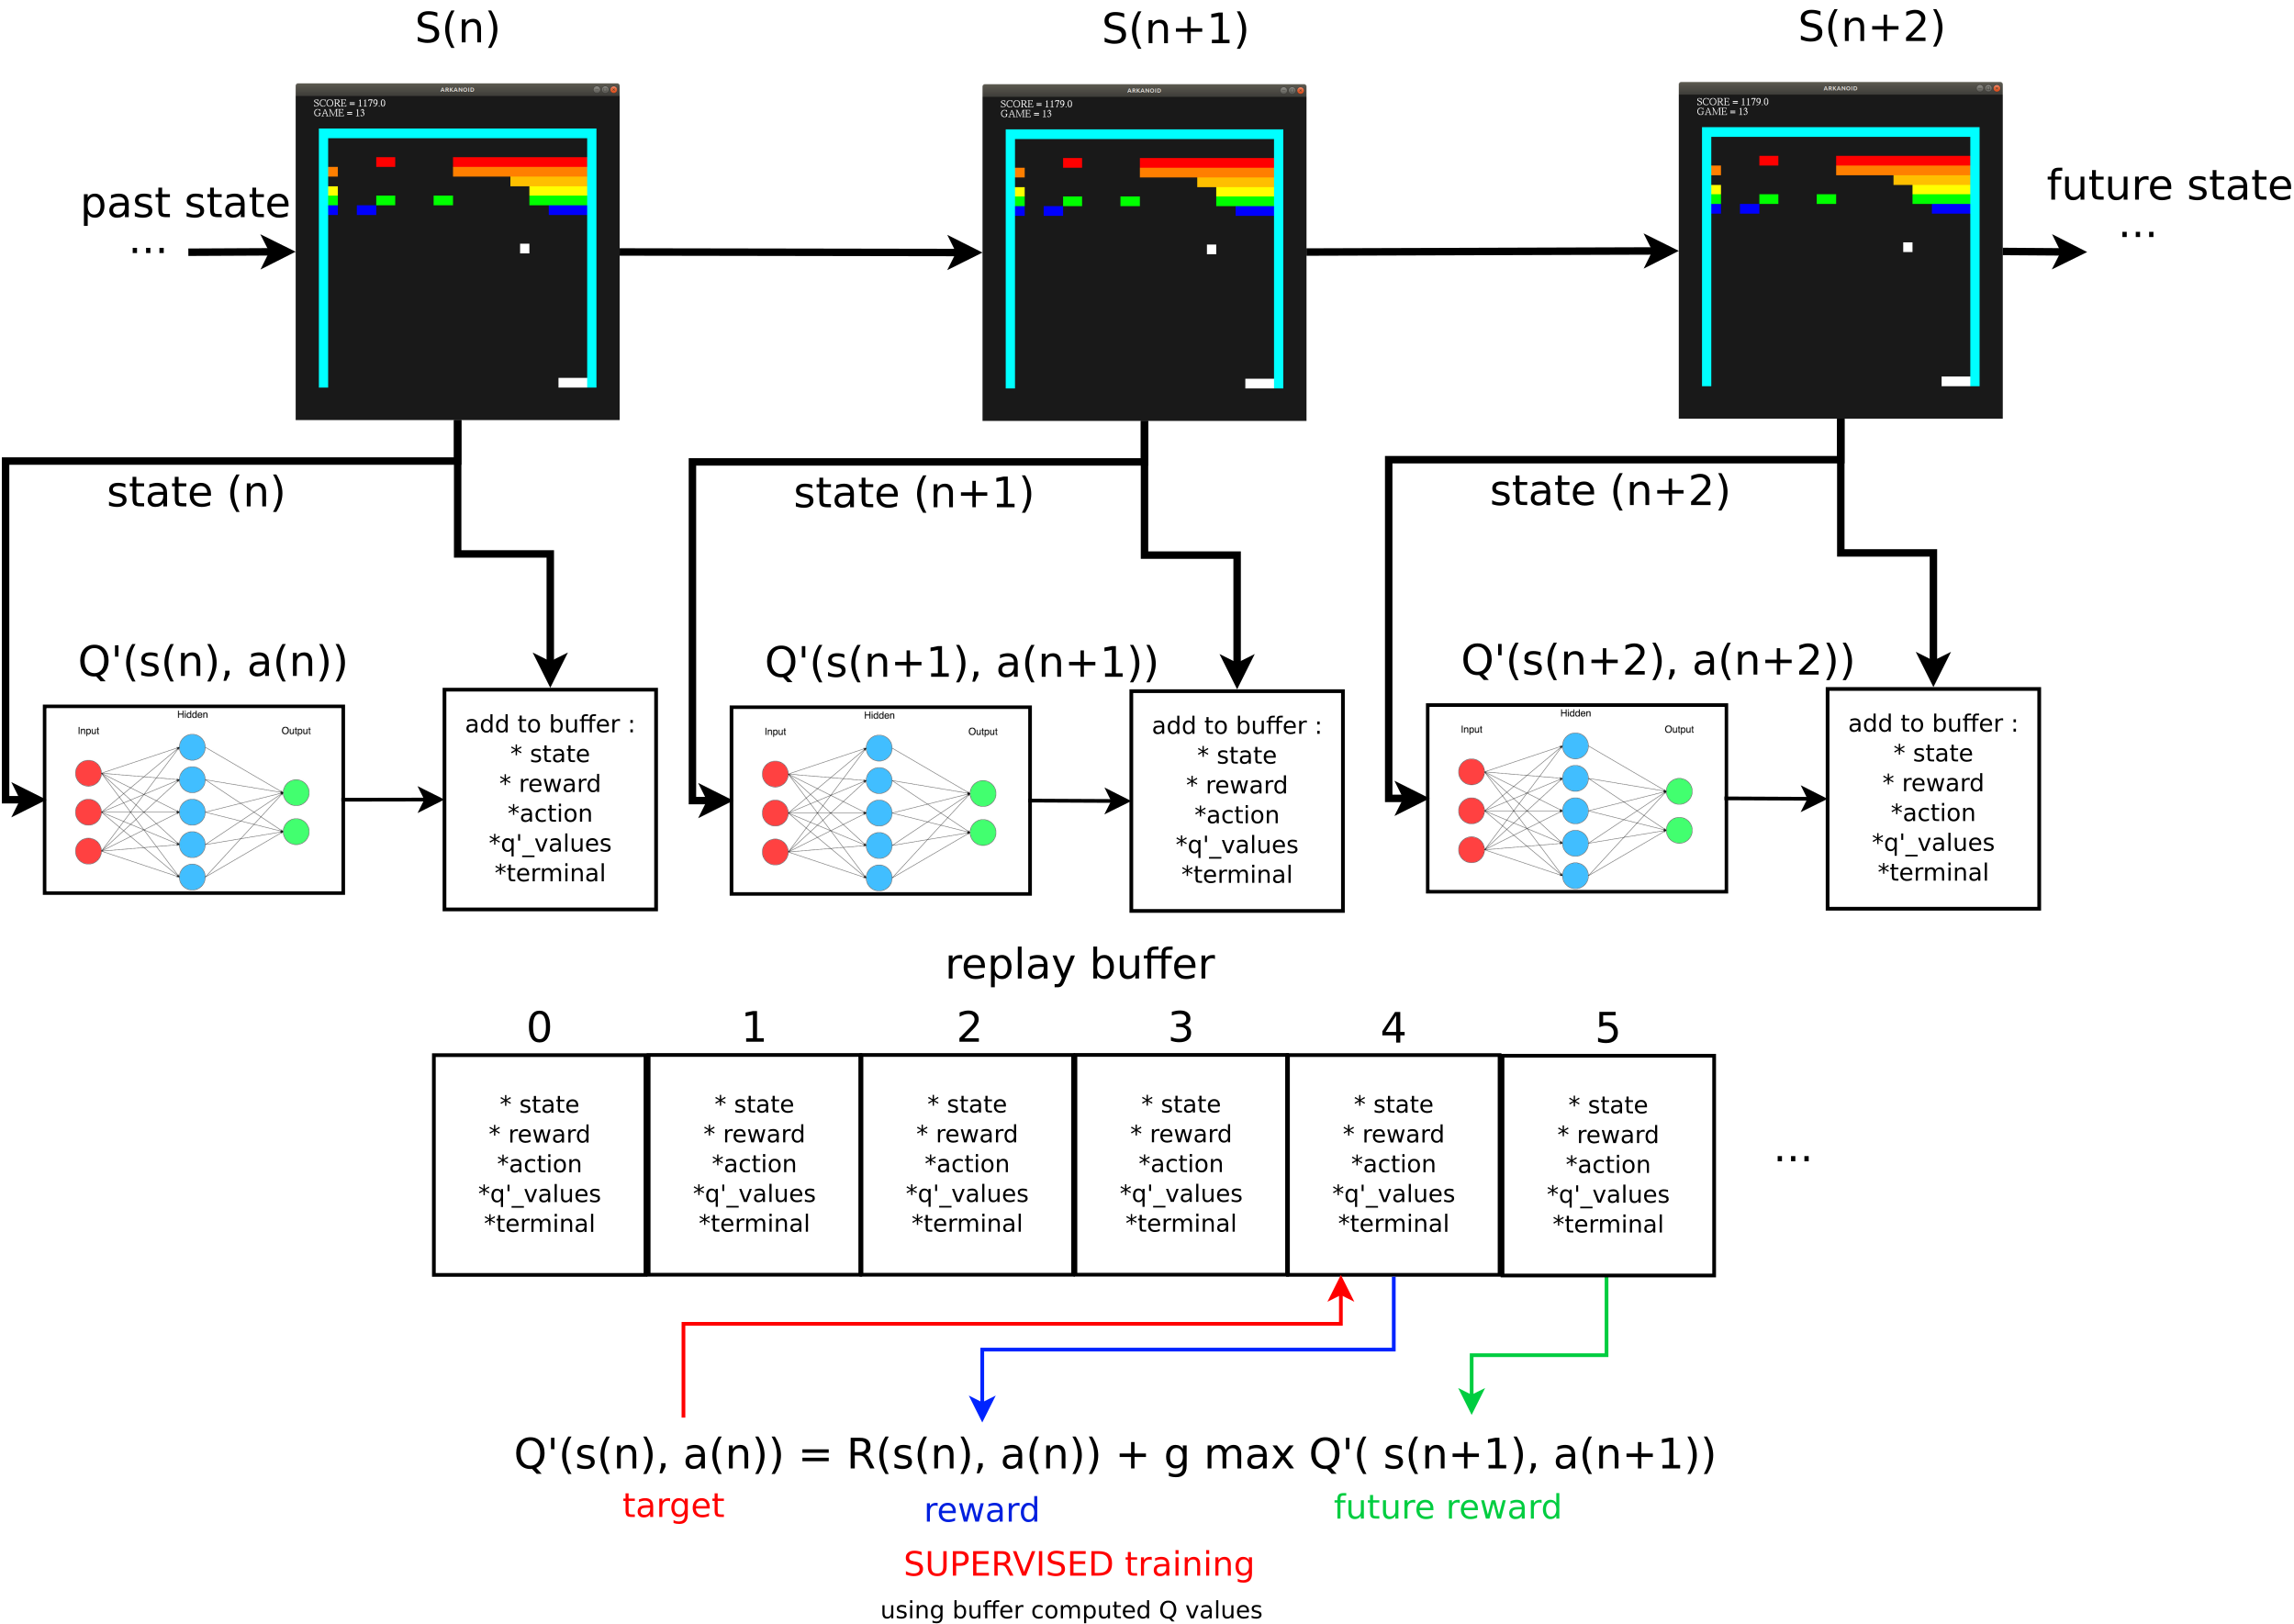 S(n)
S(n+1)
S(n+2)
ARKANOID
SCORE = 1179.0
GAME = 13
ARKANOID
SCORE = 1179.0
GAME = 13
ARKANOID
SCORE = 1179.0
GAME = 13
past state
...
future state
...
state (n)
state (n+1)
state (n+2)
Q'(s(n), a(n))
Hidden
Input
Output
add to buffer :
* state
* reward
*action
*q'_values
*terminal
Q'(s(n+1), a(n+1))
Hidden
Input
Output
add to buffer :
* state
* reward
*action
*q'_values
*terminal
Q'(s(n+2), a(n+2))
Hidden
Input
Output
add to buffer :
* state
* reward
*action
*q'_values
*terminal
replay buffer
0
* state
* reward
*action
*q'_values
*terminal
1
* state
* reward
*action
*q'_values
*terminal
2
* state
* reward
*action
*q'_values
*terminal
3
* state
* reward
*action
*q'_values
*terminal
4
* state
* reward
*action
*q'_values
*terminal
5
* state
* reward
*action
*q'_values
*terminal
...
Q'(s(n), a(n)) = R(s(n), a(n)) + g max Q'( s(n+1), a(n+1))
target
reward
future reward
SUPERVISED training
using buffer computed Q values